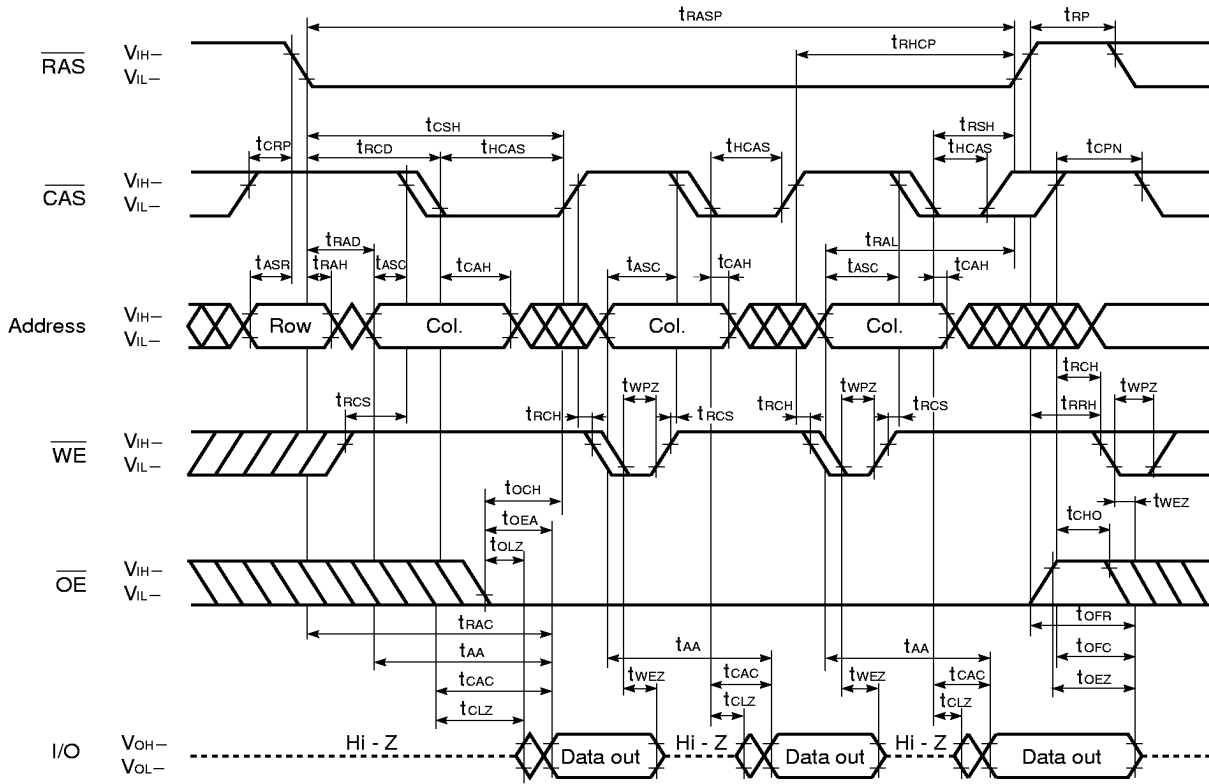 tRASP tRP
tRHCP
RAS VIH– VIL–
tCSH tRSH
tCRP tRCD tHCAS tHCAS tHCAS tCPN
CAS VIH– VIL–
tRAD tRAL
tASR tRAH tASC tCAH tASC tCAH tASC tCAH
Address VIH– VIL– Row Col. Col. Col.
tRCH
tWPZ tWPZ tWPZ
tRCS tRCH tRCS tRCH tRCS tRRH
WE VIH– VIL–
tOCH tWEZ
tOEA tCHO
tOLZ
OE VIH– VIL–
tRAC tOFR
tAA tAA tAA tOFC
tCAC tWEZ tCAC tWEZ tCAC tOEZ
tCLZ tCLZ tCLZ
I/O VOH– VOL– Hi - Z Data out Hi - Z Data out Hi - Z Data out